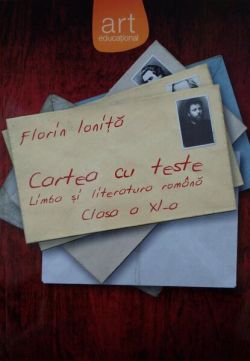 art
educational
Florin Ioniță
Cartea cu teste
Limba și literatura română
Clasa a XI-a